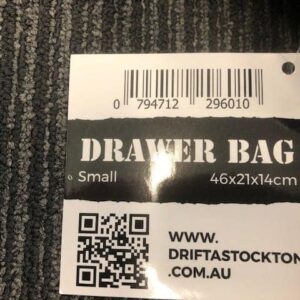 0 794712 296010
DRAWER BAG
Small 46x21x14cm
WWW.
DRIFTASTOCKTON
.COM.AU